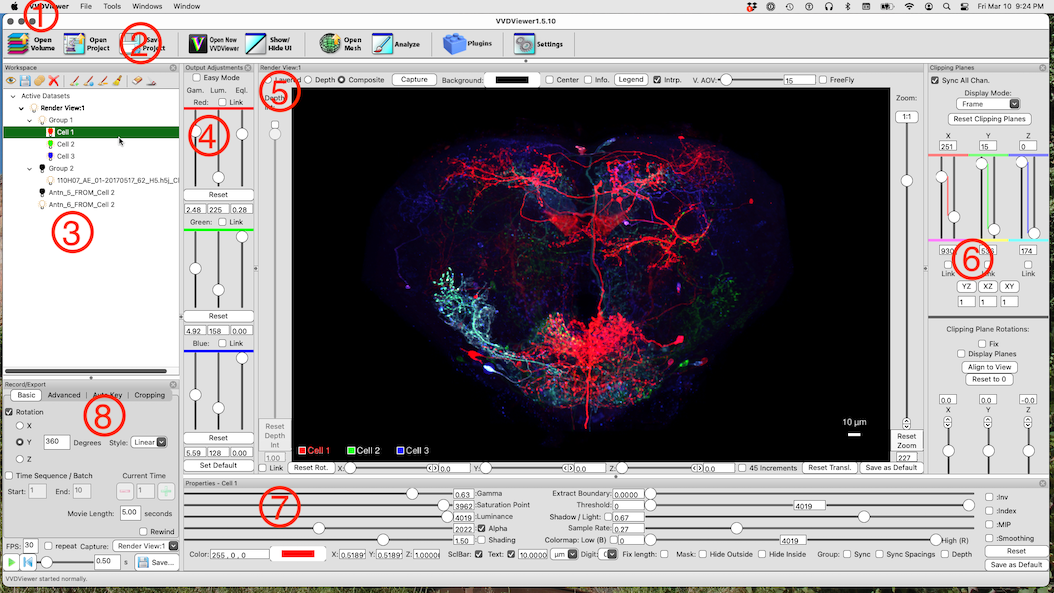 VVDViewer File Tools Windows Window Fri Mar 10 9:24 AM
1
VVDViewer1.5.10
Open Volume
Open Project
2
Save Project
Open New VVDViewer
Show/ Hide UI
Open Mesh
Analyze
Plugins
Settings
Workspace
Active Datasets
Render View:1
Group 1
Cell 1
Cell 2
Cell 3
Group 2
110H07_AE_01-20170517_62_H5.h5j_C
Antn_5_FROM_Cell 2
Antn_6_FROM_Cell 2
3
Output Adjustments
Easy Mode
Gam. Lum. Eql.
Red: Link
4
Reset
2.48 225 0.28
Green: Link
Reset
4.92 158 0.00
Blue: Link
Reset
5.59 128 0.00
Set Default
Render View:1
Layered Depth Composite Capture Background: Center Info. Legend Intrp. V. AOV: 15 FreeFly
5
Depth
Int
Reset Depth Int
1.00
10 μm
Cell 1 Cell 2 Cell 3
Zoom:
1:1
Reset Zoom
227
Link Reset Rot. X: 0.0 Y: 0.0 Z: 0.0 45 Increments Reset Transl. Save as Default
Clipping Planes
Sync All Chan.
Display Mode:
Frame
Reset Clipping Planes
X Y Z
251 15 0
930 174
6
Link Link Link
YZ XZ XY
1 1 1
Clipping Plane Rotations:
Fix
Display Planes
Align to View
Reset to 0
0.0 0.0 -0.0
X Y Z
Record/Export
Basic Advanced Auto Key Cropping
8
Rotation
X
Y 360 Degrees Style: Linear
Z
Time Sequence / Batch Current Time
Start: 1 End: 10 1
Movie Length: 5.00 seconds
Rewind
FPS: 30 repeat Capture: Render View:1
0.50 s Save...
Properties - Cell 1
7
0.63 :Gamma Extract Boundary: 0.0000 :Inv
3962 :Saturation Point Threshold: 0 4019 :Index
4019 :Luminance Shadow / Light: 0.67 :MIP
2022 Alpha Sample Rate: 0.27 :Smoothing
1.50 :Shading Colormap: Low (B) 0 4019 High (R) Reset
Color: 255 , 0 , 0 X: 0.5189 Y: 0.5189 Z: 1.0000 SclBar: Text: 10.0000 μm Digit: Fix length: Mask: Hide Outside Hide Inside Group: Sync Sync Spacings Depth Save as Default
VVDViewer started normally.